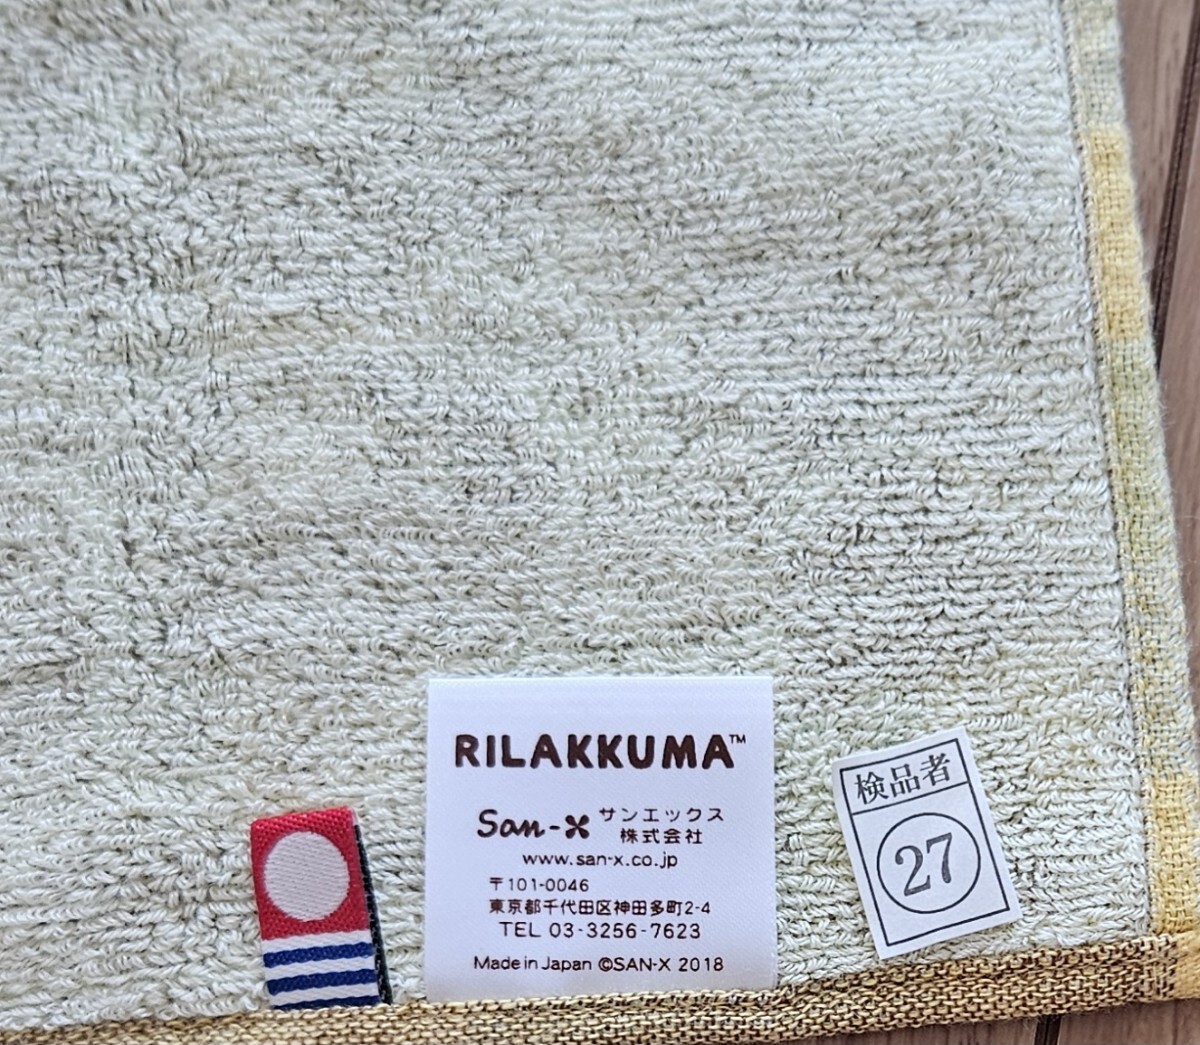 RILAKKUMA™
San-X サンエックス
株式会社
www.san-x.co.jp
〒101-0046
東京都千代田区神田多町2-4
TEL 03-3256-7623
Made in Japan ©SAN-X 2018
検品者
27